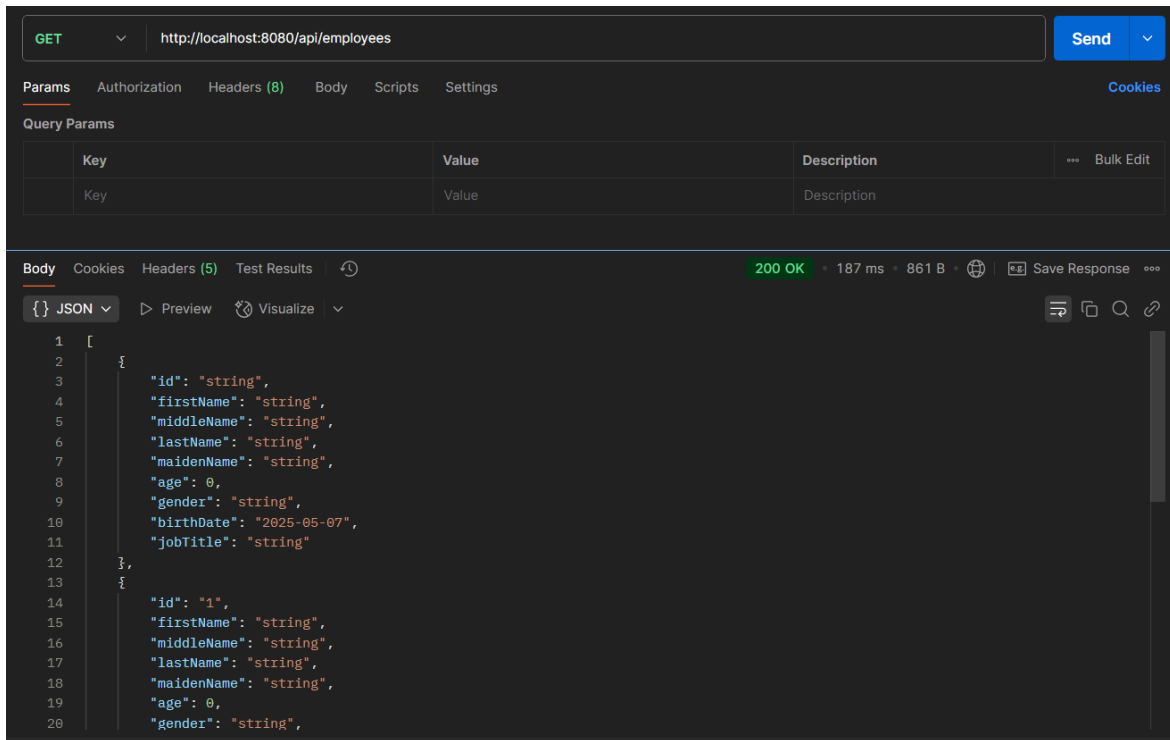 GET http://localhost:8080/api/employees Send
Params Authorization Headers (8) Body Scripts Settings Cookies
Query Params
Key Value Description Bulk Edit
Key Value Description
Body Cookies Headers (5) Test Results 200 OK 187 ms 861 B e.g. Save Response
{} JSON Preview Visualize
1 [
2 {
3 "id": "string",
4 "firstName": "string",
5 "middleName": "string",
6 "lastName": "string",
7 "maidenName": "string",
8 "age": 0,
9 "gender": "string",
10 "birthDate": "2025-05-07",
11 "jobTitle": "string"
12 },
13 {
14 "id": "1",
15 "firstName": "string",
16 "middleName": "string",
17 "lastName": "string",
18 "maidenName": "string",
19 "age": 0,
20 "gender": "string",